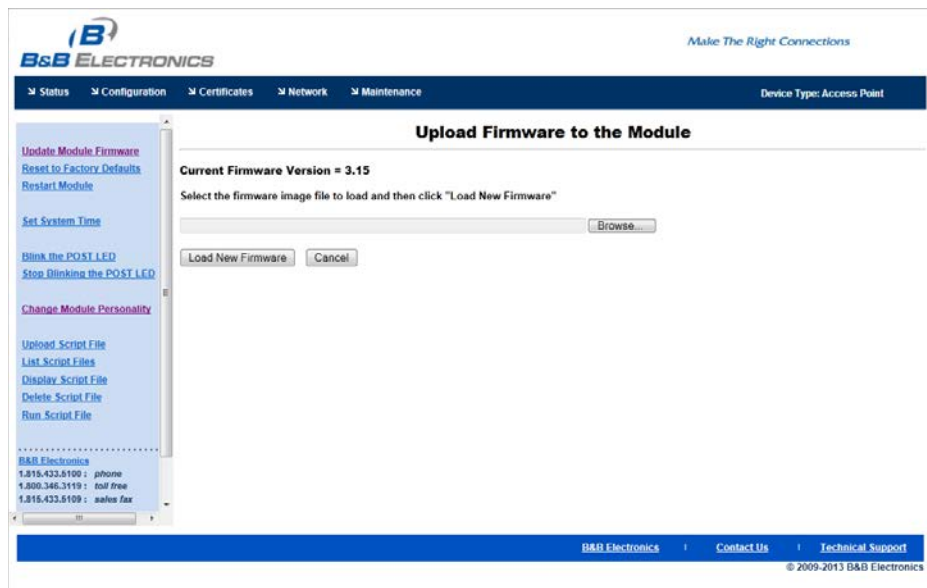 B&B ELECTRONICS
Make The Right Connections
Status Configuration Certificates Network Maintenance Device Type: Access Point
Update Module Firmware
Reset to Factory Defaults
Restart Module
Set System Time
Blink the POST LED
Stop Blinking the POST LED
Change Module Personality
Upload Script File
List Script Files
Display Script File
Delete Script File
Run Script File
B&B Electronics
1.815.433.5100 : phone
1.800.346.3119 : toll free
1.815.433.5109 : sales fax
Upload Firmware to the Module
Current Firmware Version = 3.15
Select the firmware image file to load and then click "Load New Firmware"
Browse...
Load New Firmware Cancel
B&B Electronics | Contact Us | Technical Support
© 2009-2013 B&B Electronics